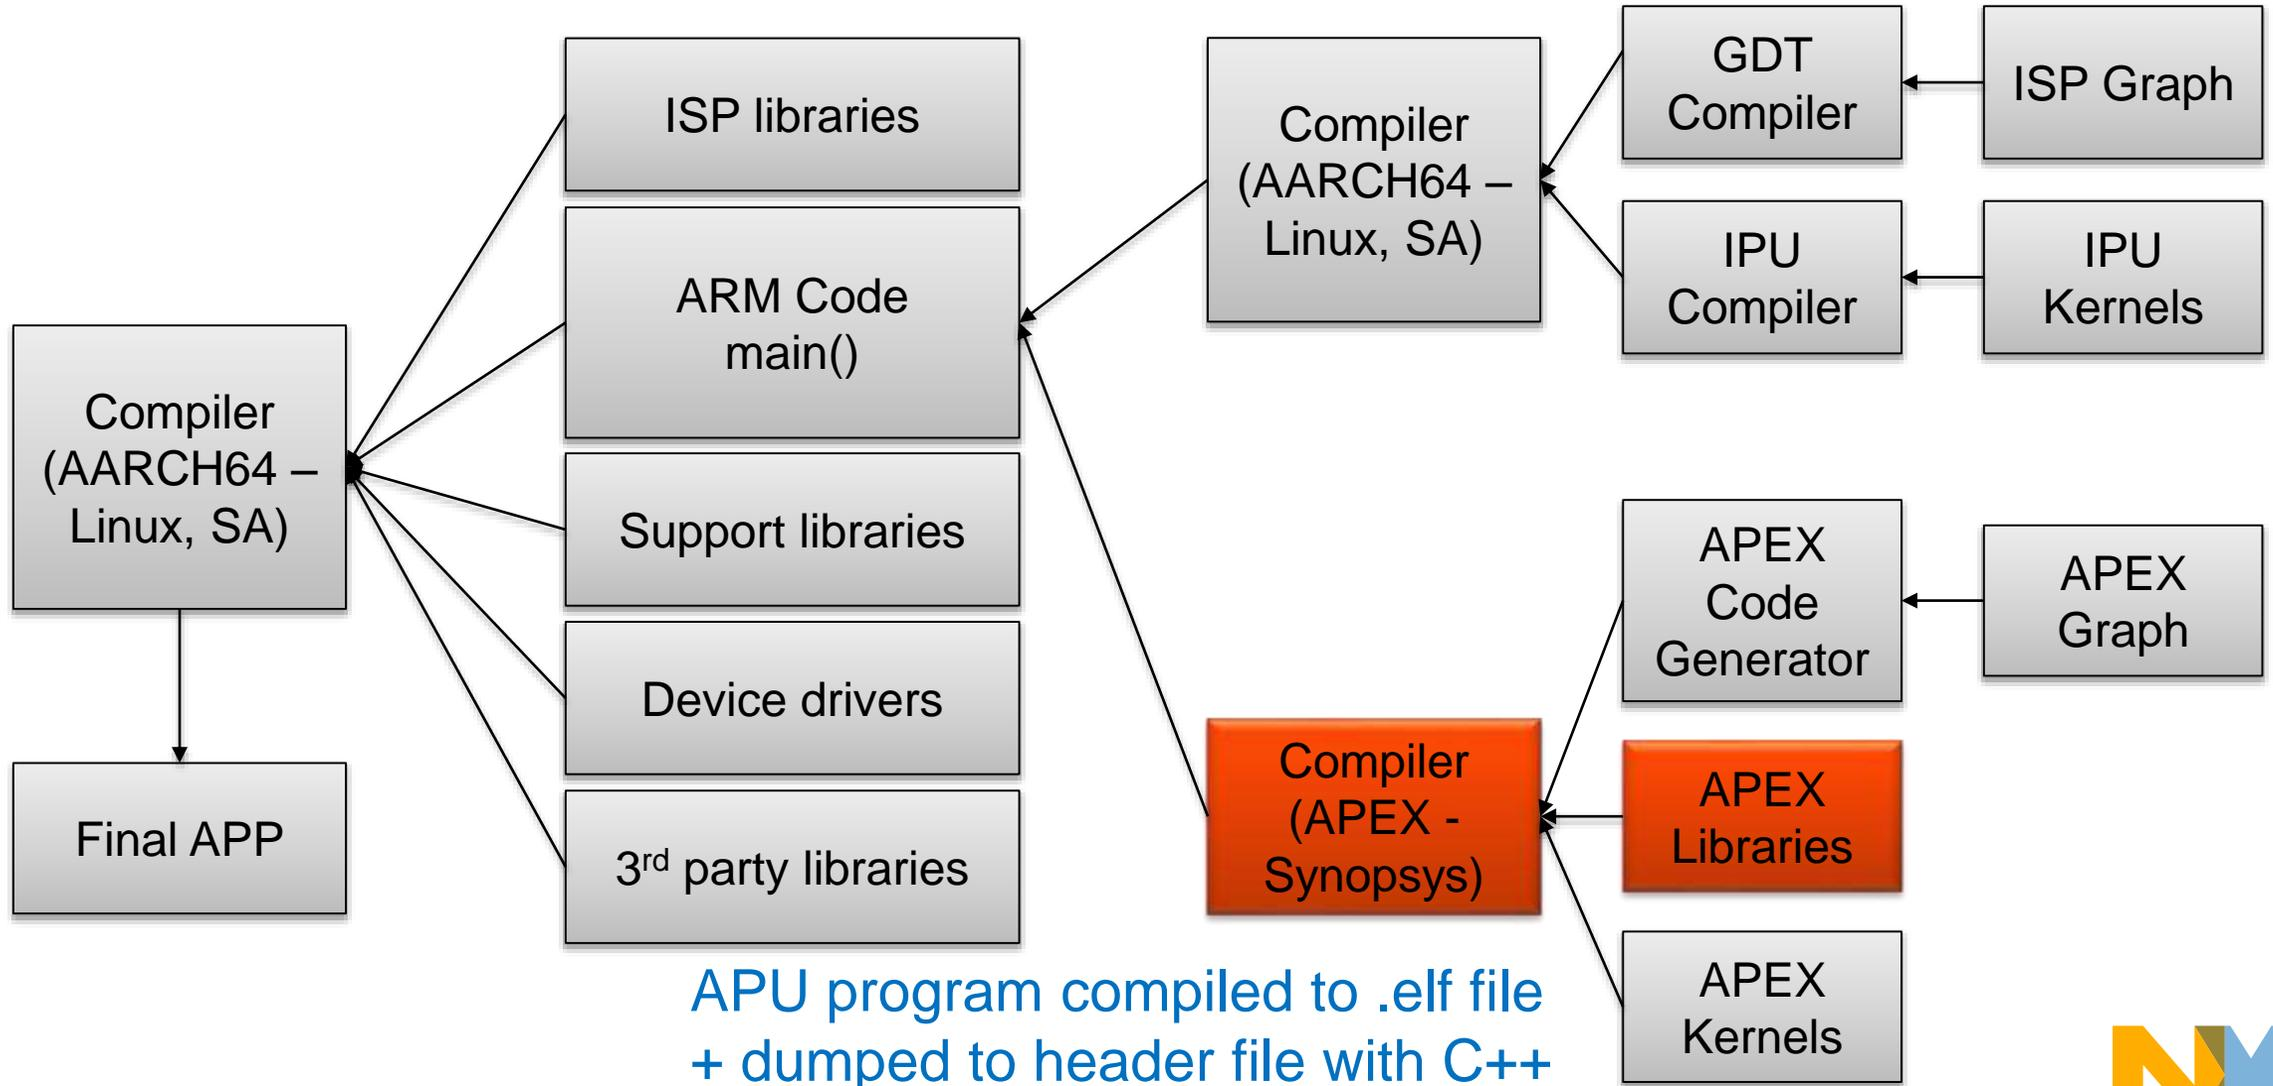 ISP libraries
ARM Code
main()
Support libraries
Device drivers
3rd party libraries
Compiler
(AARCH64 –
Linux, SA)
Final APP
Compiler
(AARCH64 –
Linux, SA)
GDT
Compiler
ISP Graph
IPU
Compiler
IPU
Kernels
APEX
Code
Generator
APEX
Graph
Compiler
(APEX -
Synopsys)
APEX
Libraries
APEX
Kernels
APU program compiled to .elf file
+ dumped to header file with C++